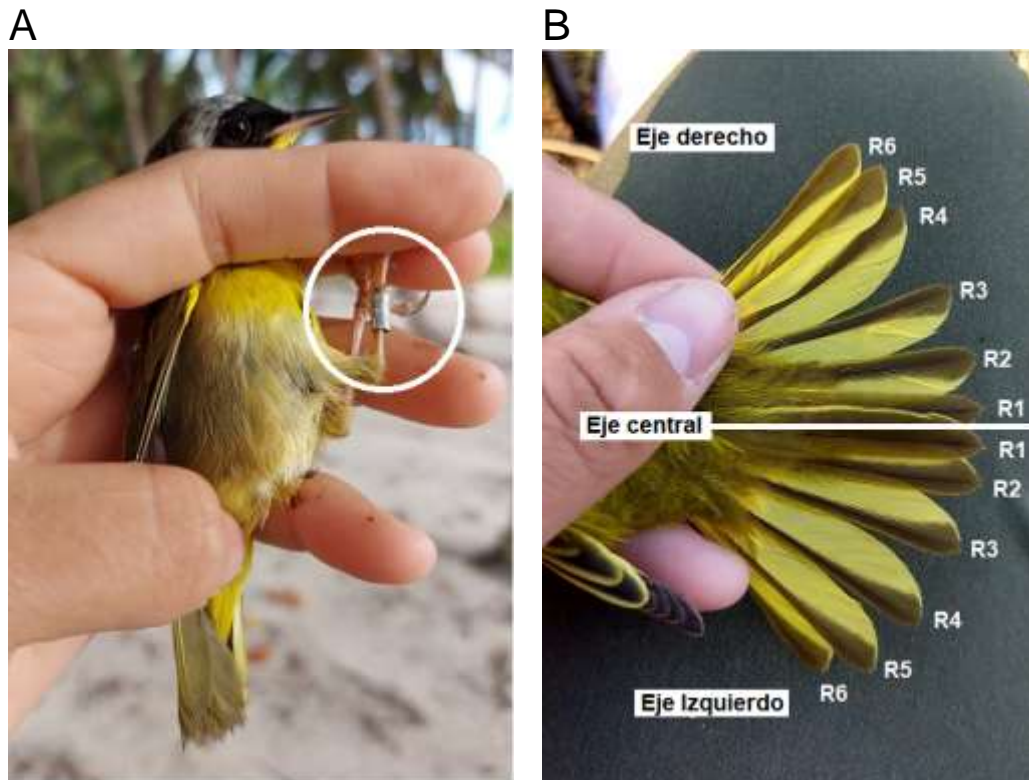 A
B
Eje derecho
R6
R5
R4
R3
R2
R1
Eje central
R1
R2
R3
R4
R5
R6
Eje Izquierdo